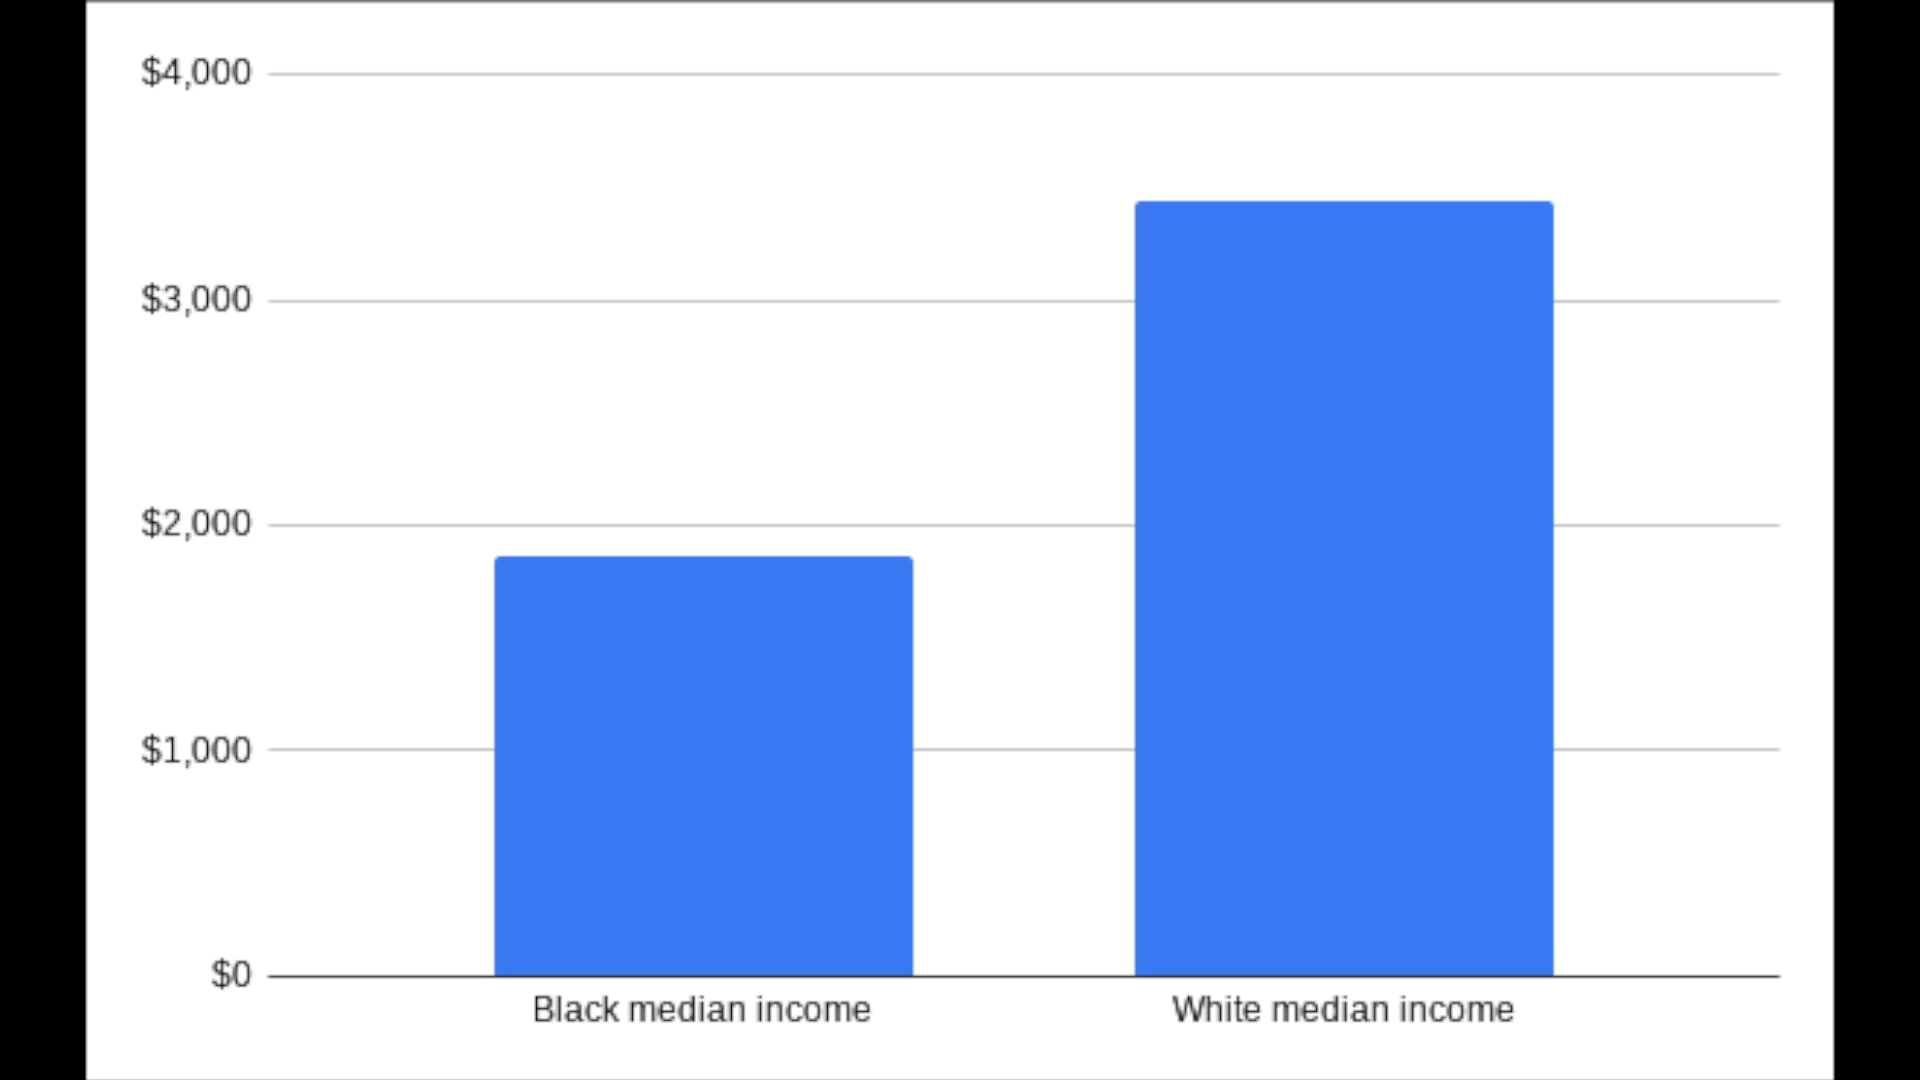 $4,000
$3,000
$2,000
$1,000
$0
Black median income
White median income